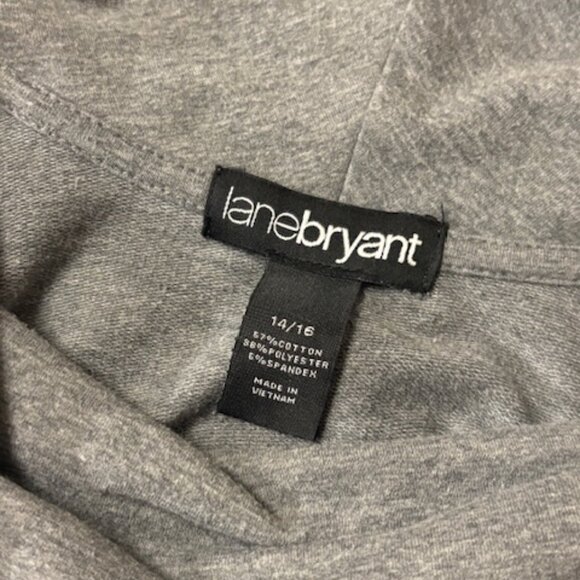 lanebryant
14/16
57%COTTON
38%POLYESTER
5%SPANDEX
MADE IN
VIETNAM